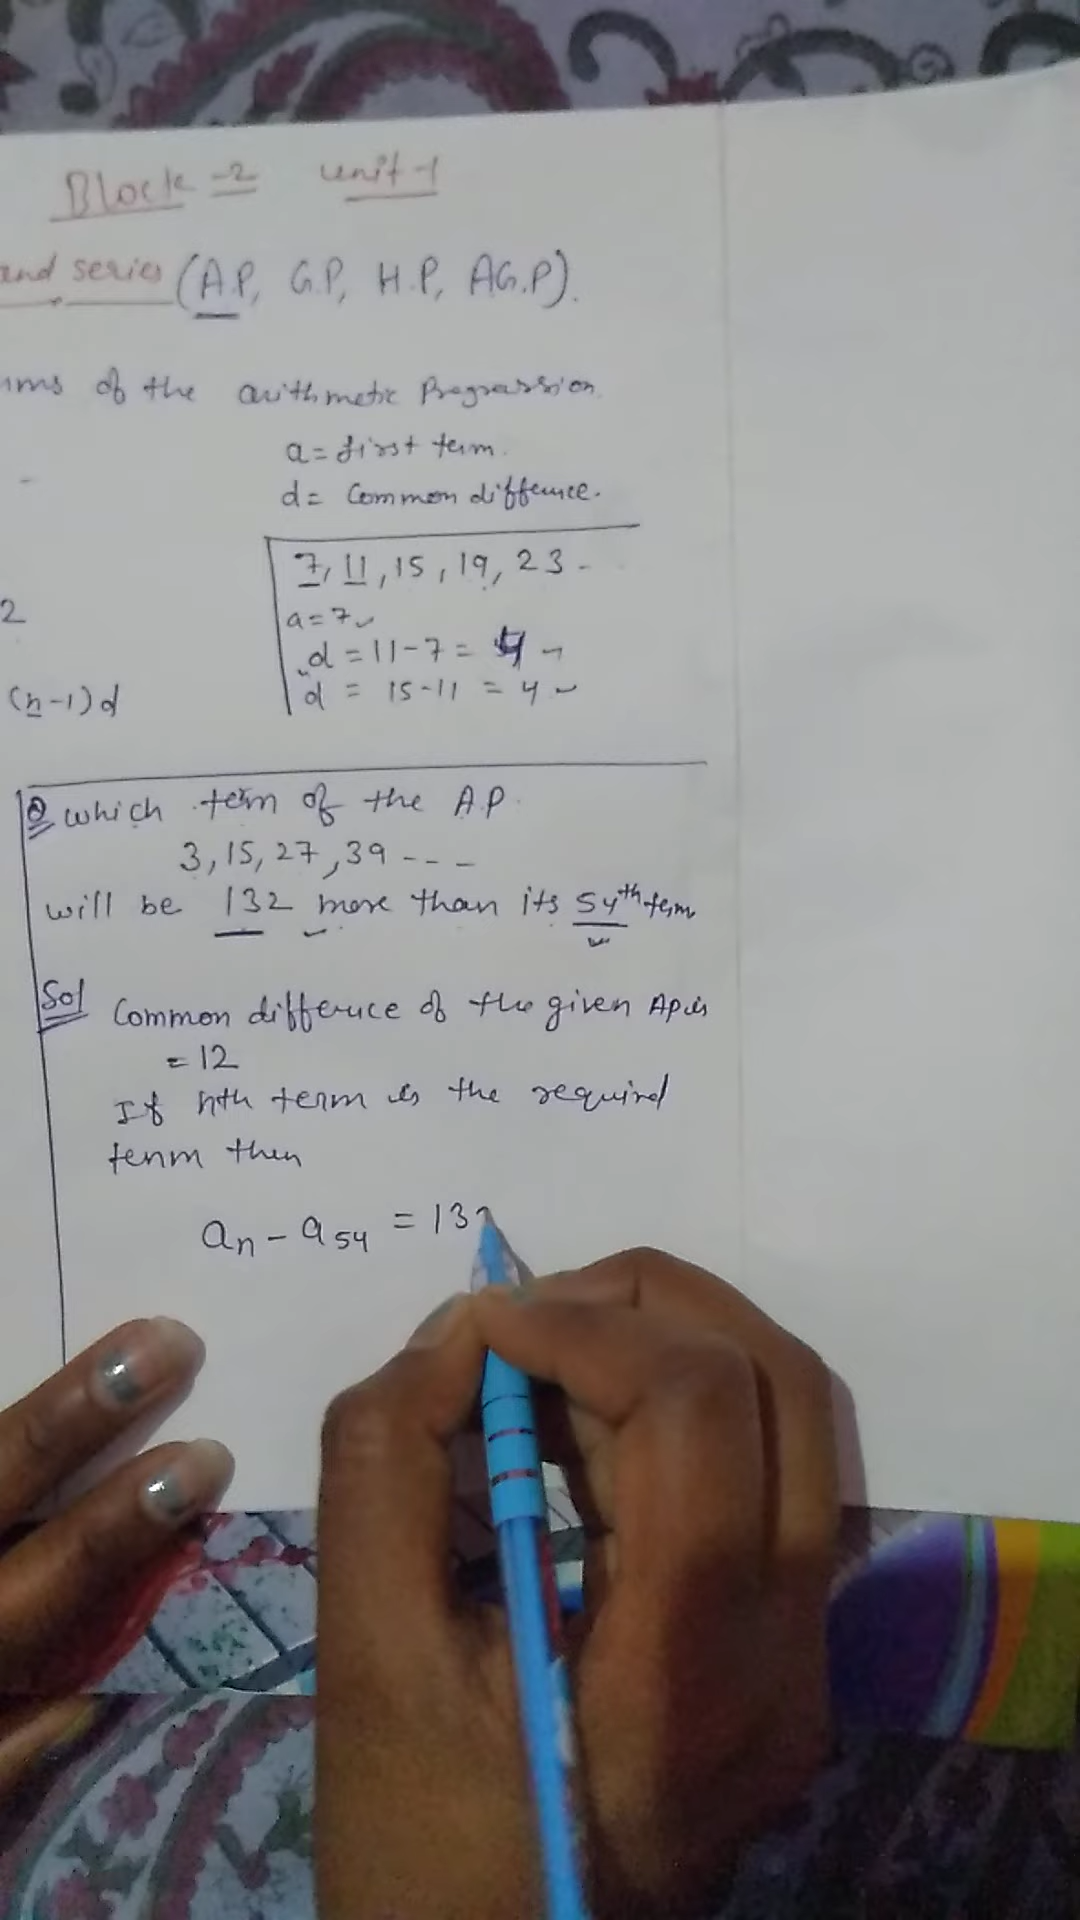 Block-2 unit-1
and series (A.P, G.P, H.P, AG.P).
of the arithmetic Progression.
a = first term.
d = Common difference.
7, 11, 15, 19, 23 -
a = 7
2
d = 11-7 = 4
(n-1)d
d = 15-11 = 4
Q which term of the A.P.
3, 15, 27, 39 ---
will be 132 more than its 54th term
Sol Common difference of the given AP is
= 12
If nth term is the required
term then
an - a54 = 13